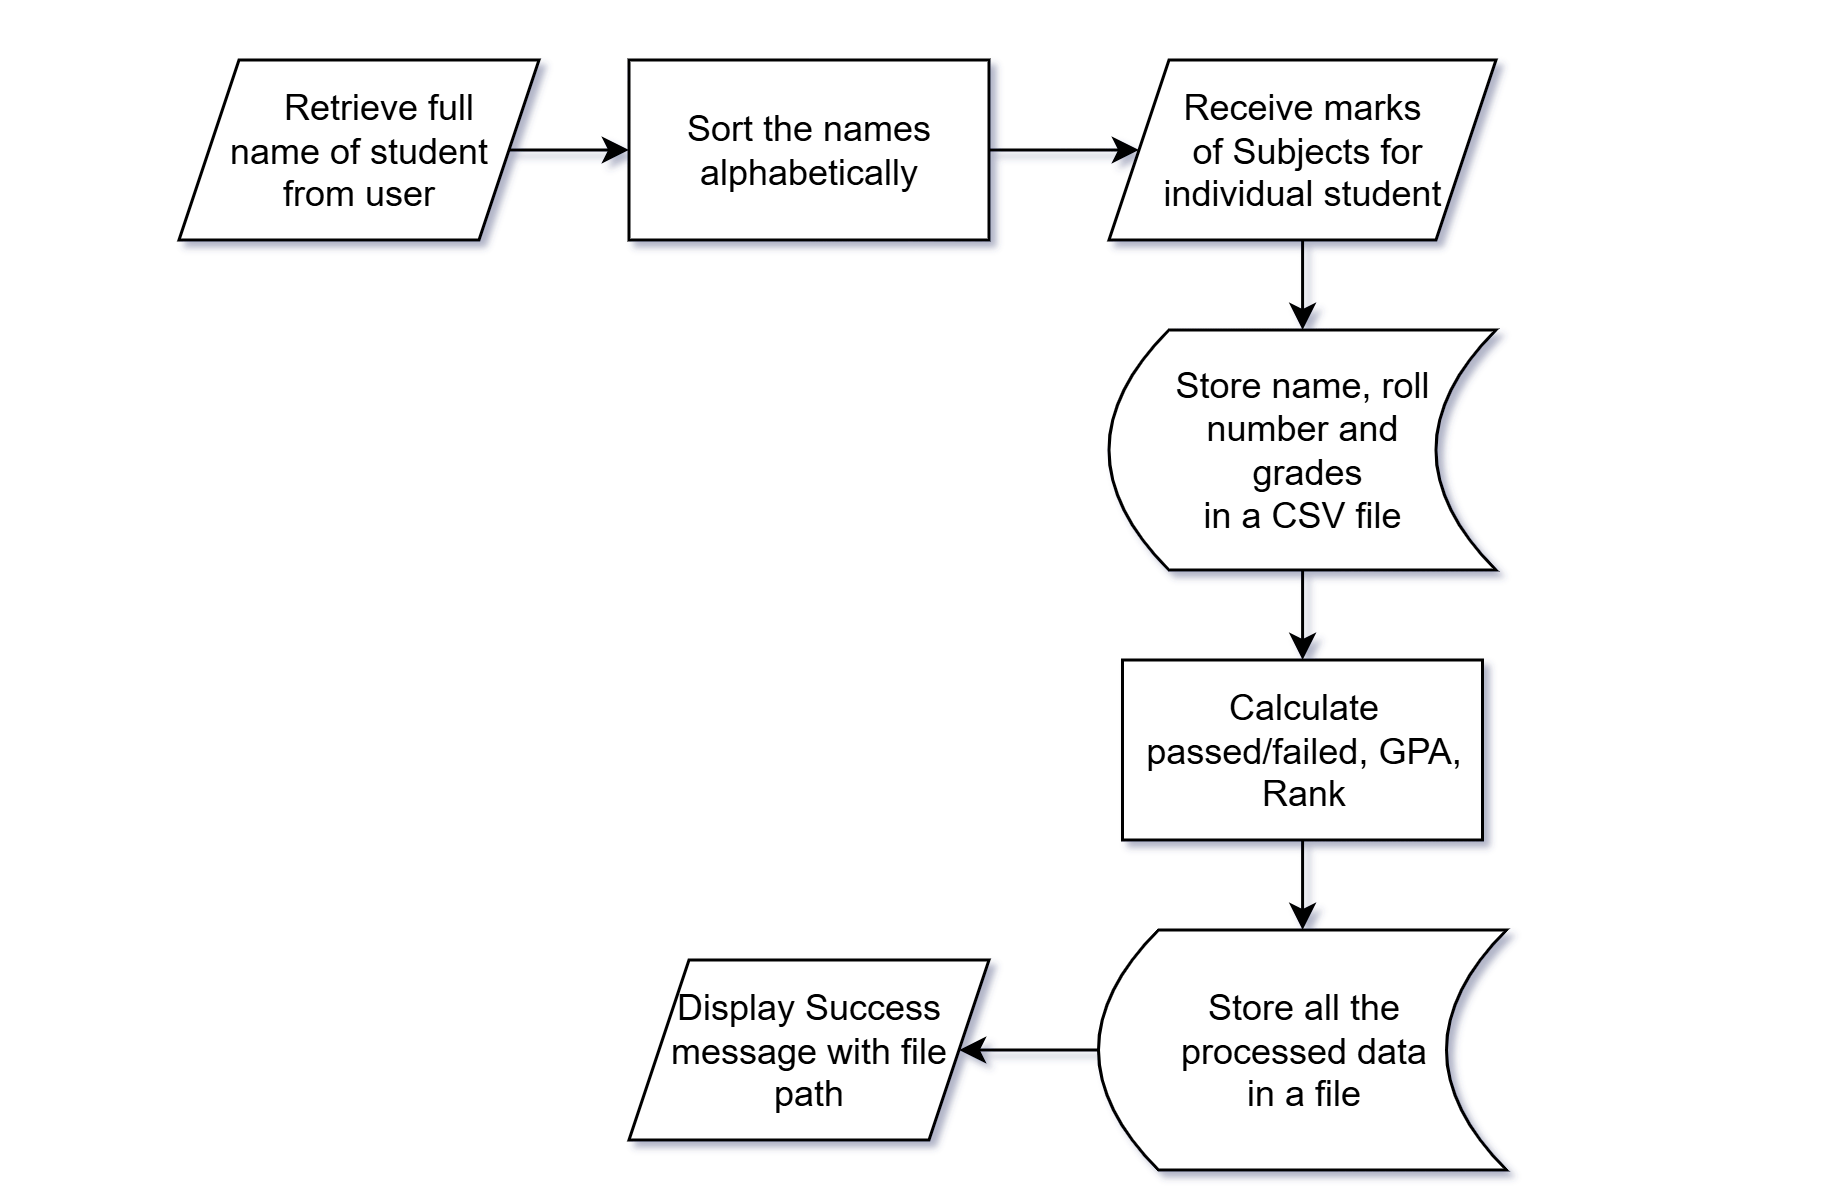 Retrieve full
name of student
from user
Sort the names
alphabetically
Receive marks
of Subjects for
individual student
Store name, roll
number and
grades
in a CSV file
Calculate
passed/failed, GPA,
Rank
Store all the
processed data
in a file
Display Success
message with file
path